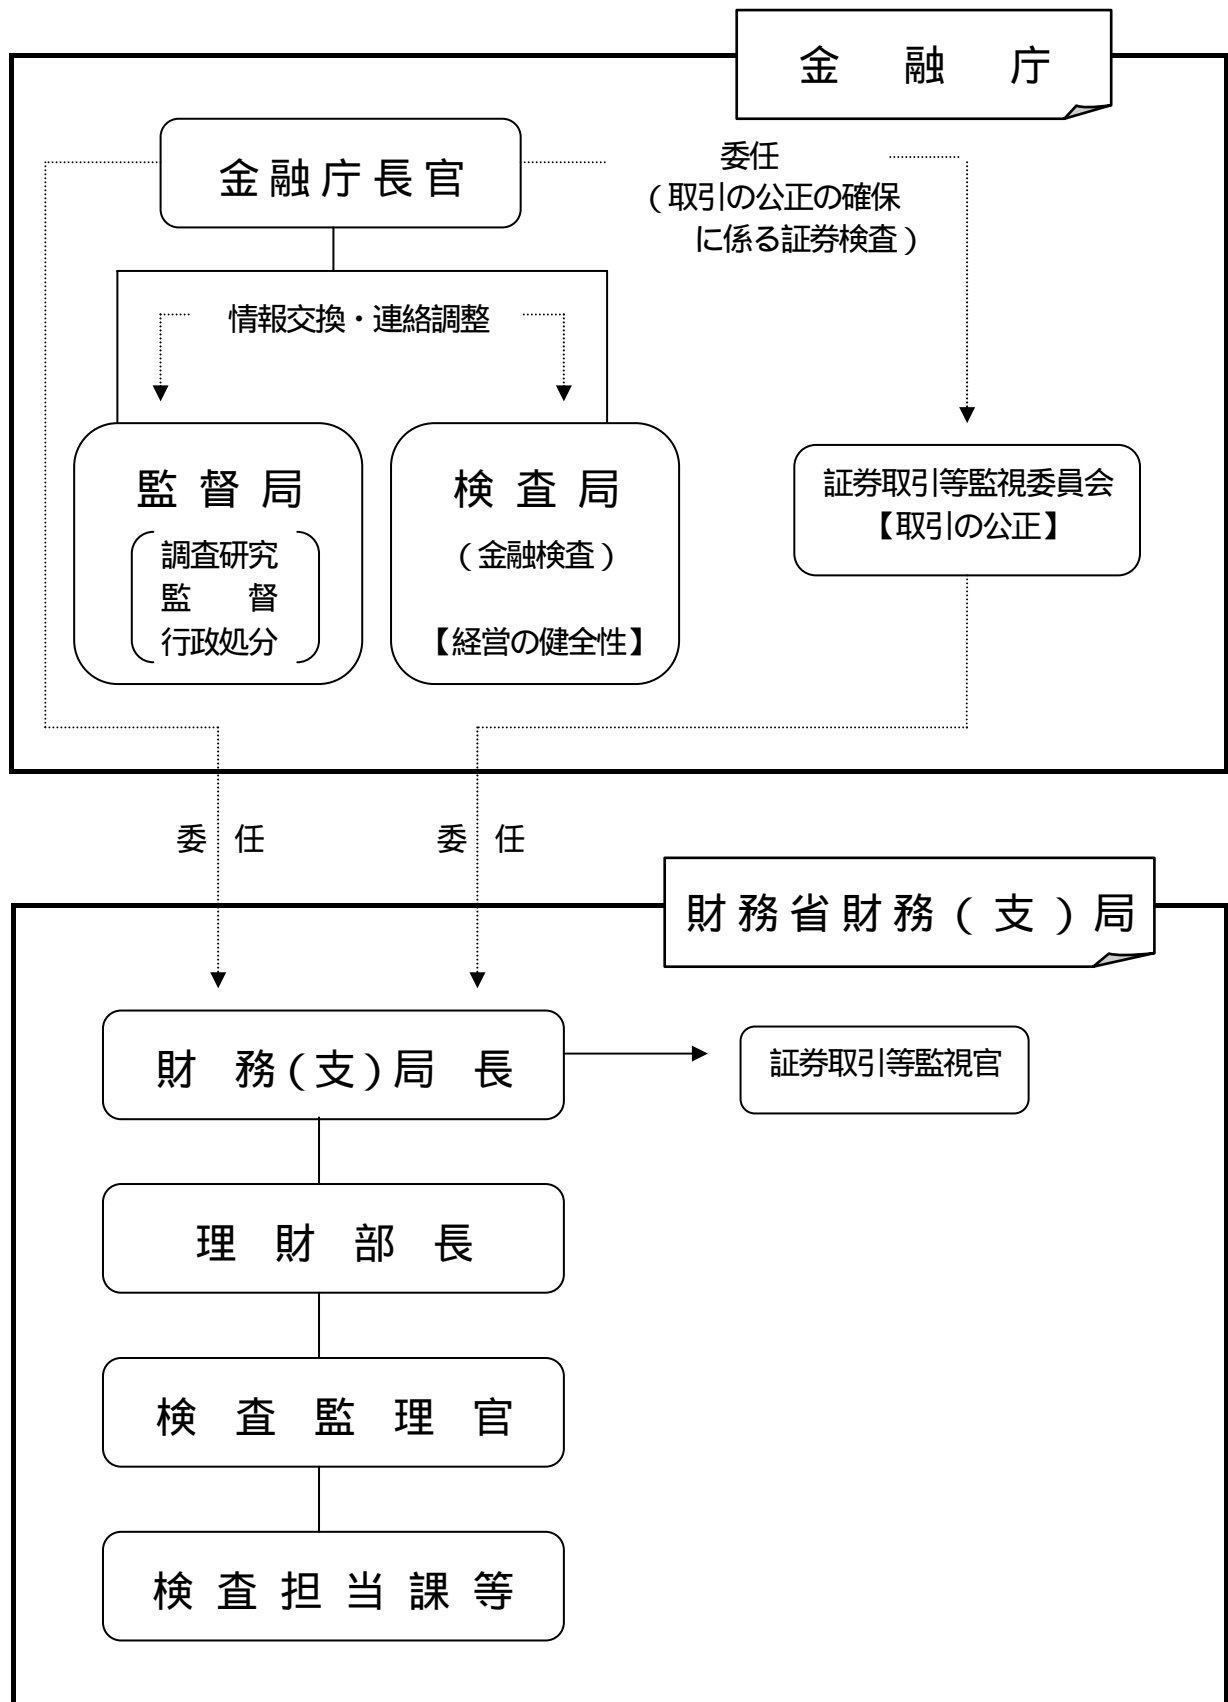 金融庁
金融庁長官
委任
（取引の公正の確保
に係る証券検査）
情報交換・連絡調整
監督局
調査研究
監　督
行政処分
検査局
（金融検査）
【経営の健全性】
証券取引等監視委員会
【取引の公正】
委任
委任
財務省財務（支）局
財務（支）局長
証券取引等監視官
理財部長
検査監理官
検査担当課等